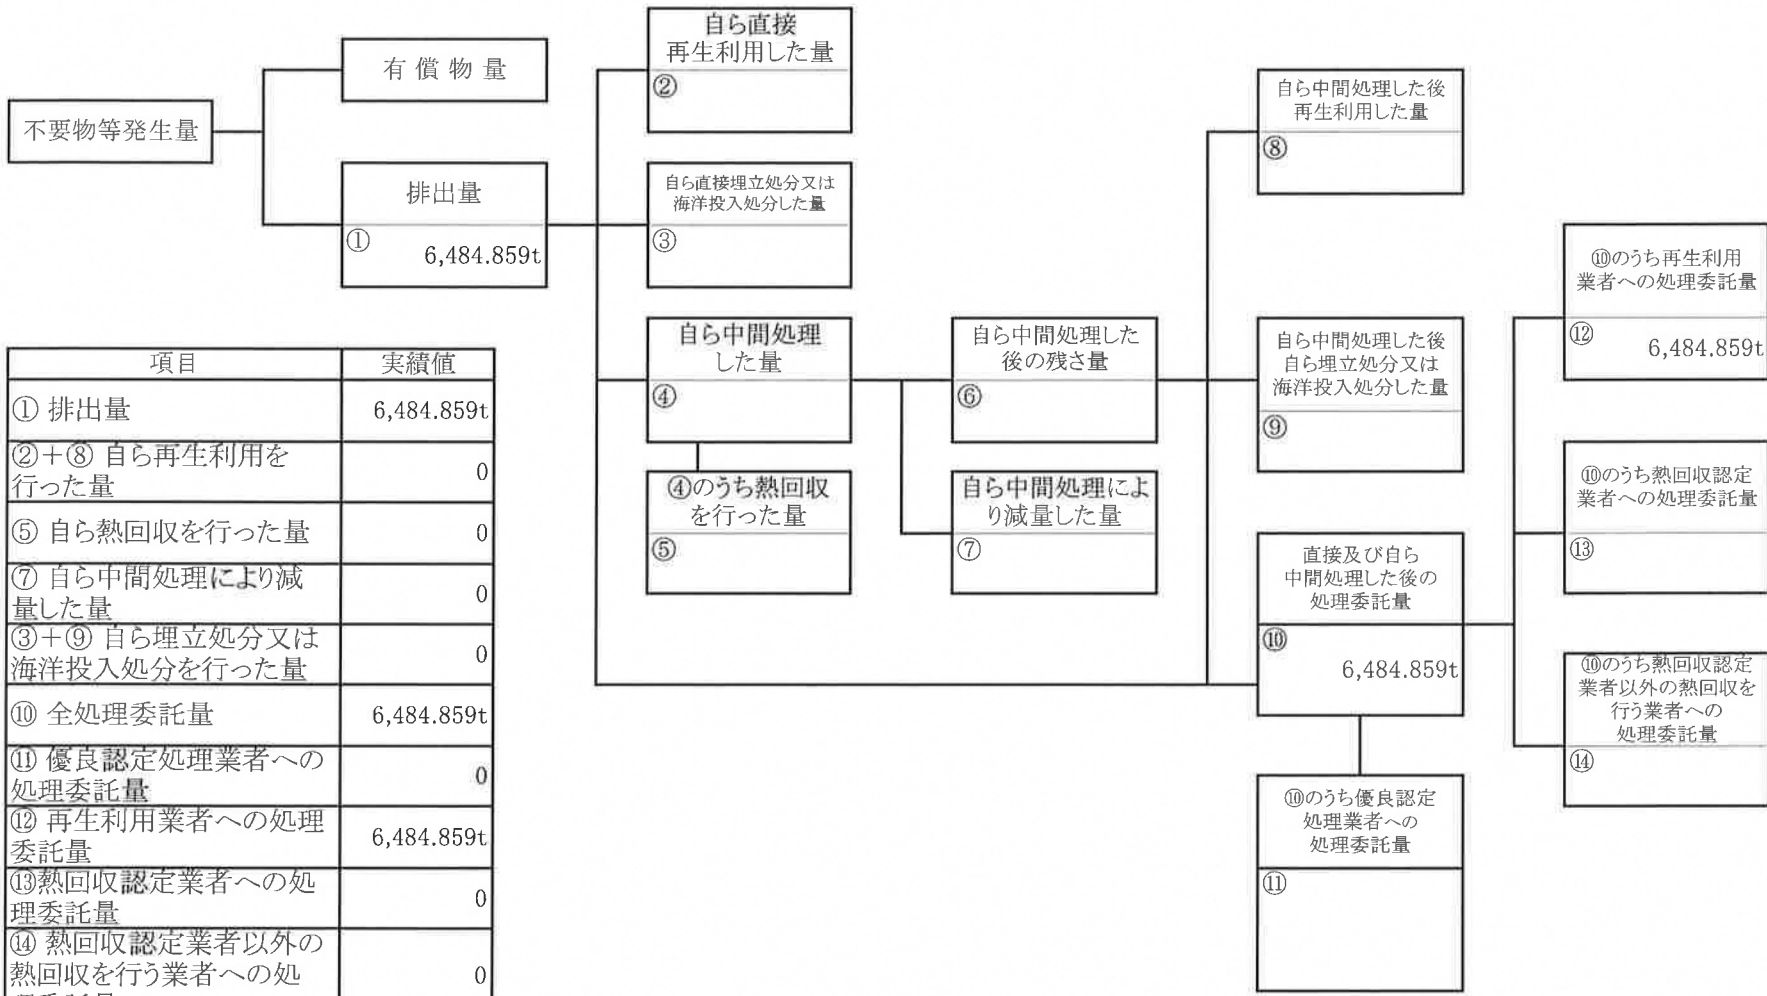 不要物等発生量
有償物量
排出量
①
6,484.859t
自ら直接
再生利用した量
②
自ら直接埋立処分又は
海洋投入処分した量
③
自ら中間処理
した量
④
④のうち熱回収
を行った量
⑤
自ら中間処理した
後の残さ量
⑥
自ら中間処理によ
り減量した量
⑦
自ら中間処理した後
再生利用した量
⑧
自ら中間処理した後
自ら埋立処分又は
海洋投入処分した量
⑨
直接及び自ら
中間処理した後の
処理委託量
⑩
6,484.859t
⑩のうち優良認定
処理業者への
処理委託量
⑪
⑩のうち再生利用
業者への処理委託量
⑫
6,484.859t
⑩のうち熱回収認定
業者への処理委託量
⑬
⑩のうち熱回収認定
業者以外の熱回収を
行う業者への
処理委託量
⑭
項目 実績値
① 排出量 6,484.859t
②+⑧ 自ら再生利用を
行った量 0
⑤ 自ら熱回収を行った量 0
⑦ 自ら中間処理により減
量した量 0
③+⑨ 自ら埋立処分又は
海洋投入処分を行った量 0
⑩ 全処理委託量 6,484.859t
⑪ 優良認定処理業者への
処理委託量 0
⑫ 再生利用業者への処理
委託量 6,484.859t
⑬熱回収認定業者への処
理委託量 0
⑭ 熱回収認定業者以外の
熱回収を行う業者への処 0